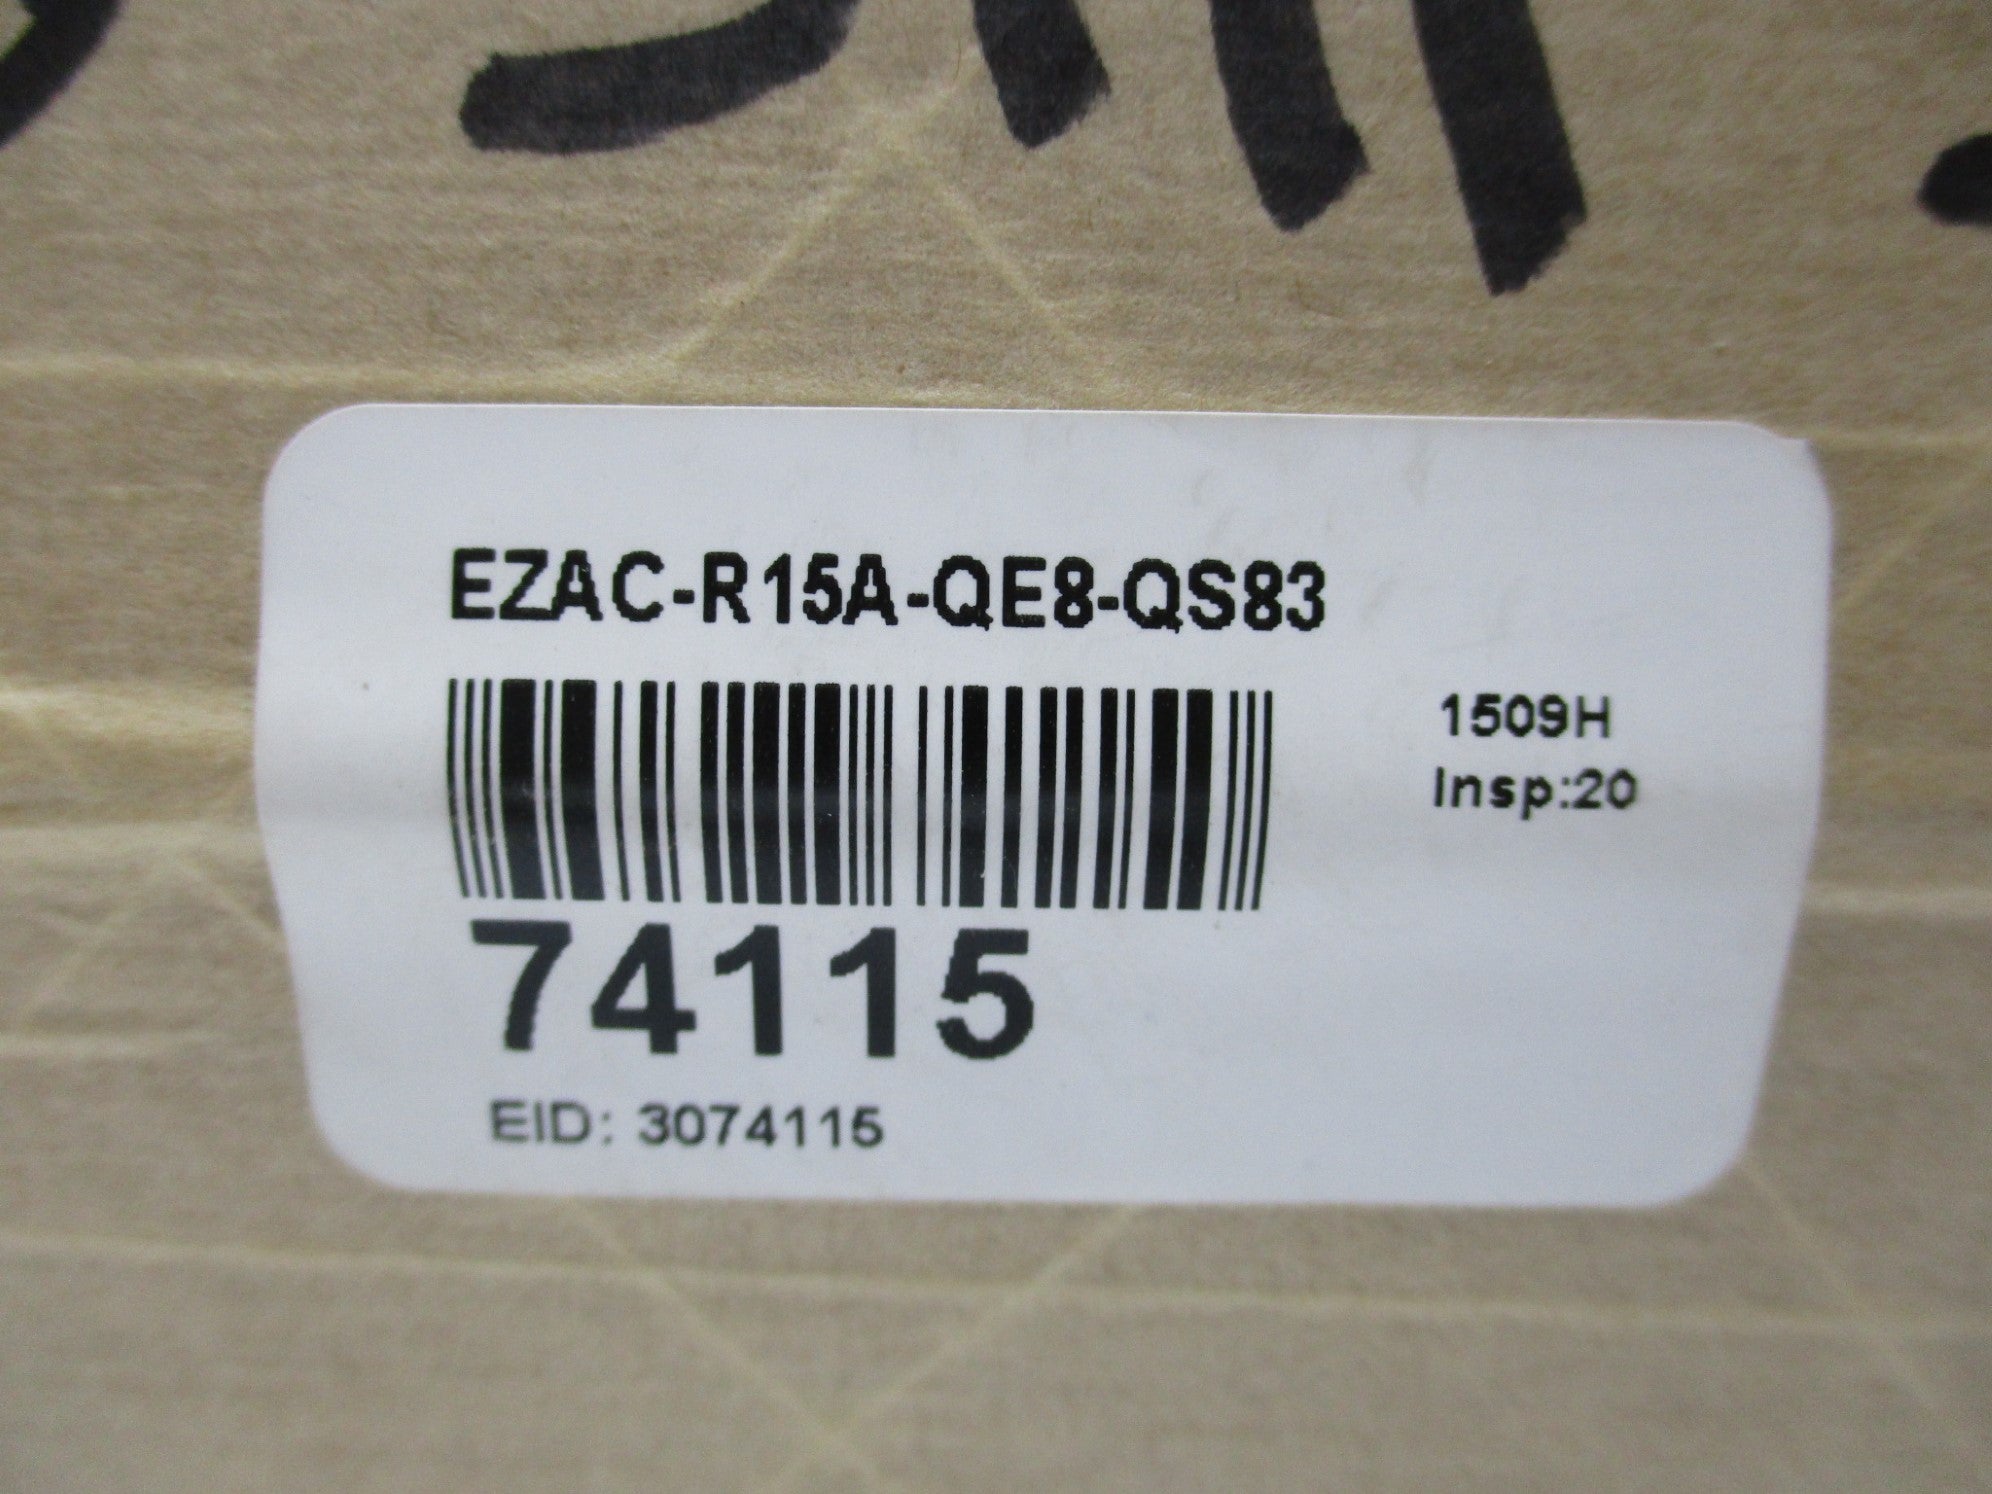 EZAC-R15A-QE8-QS83
1509H
Insp:20
74115
EID: 3074115